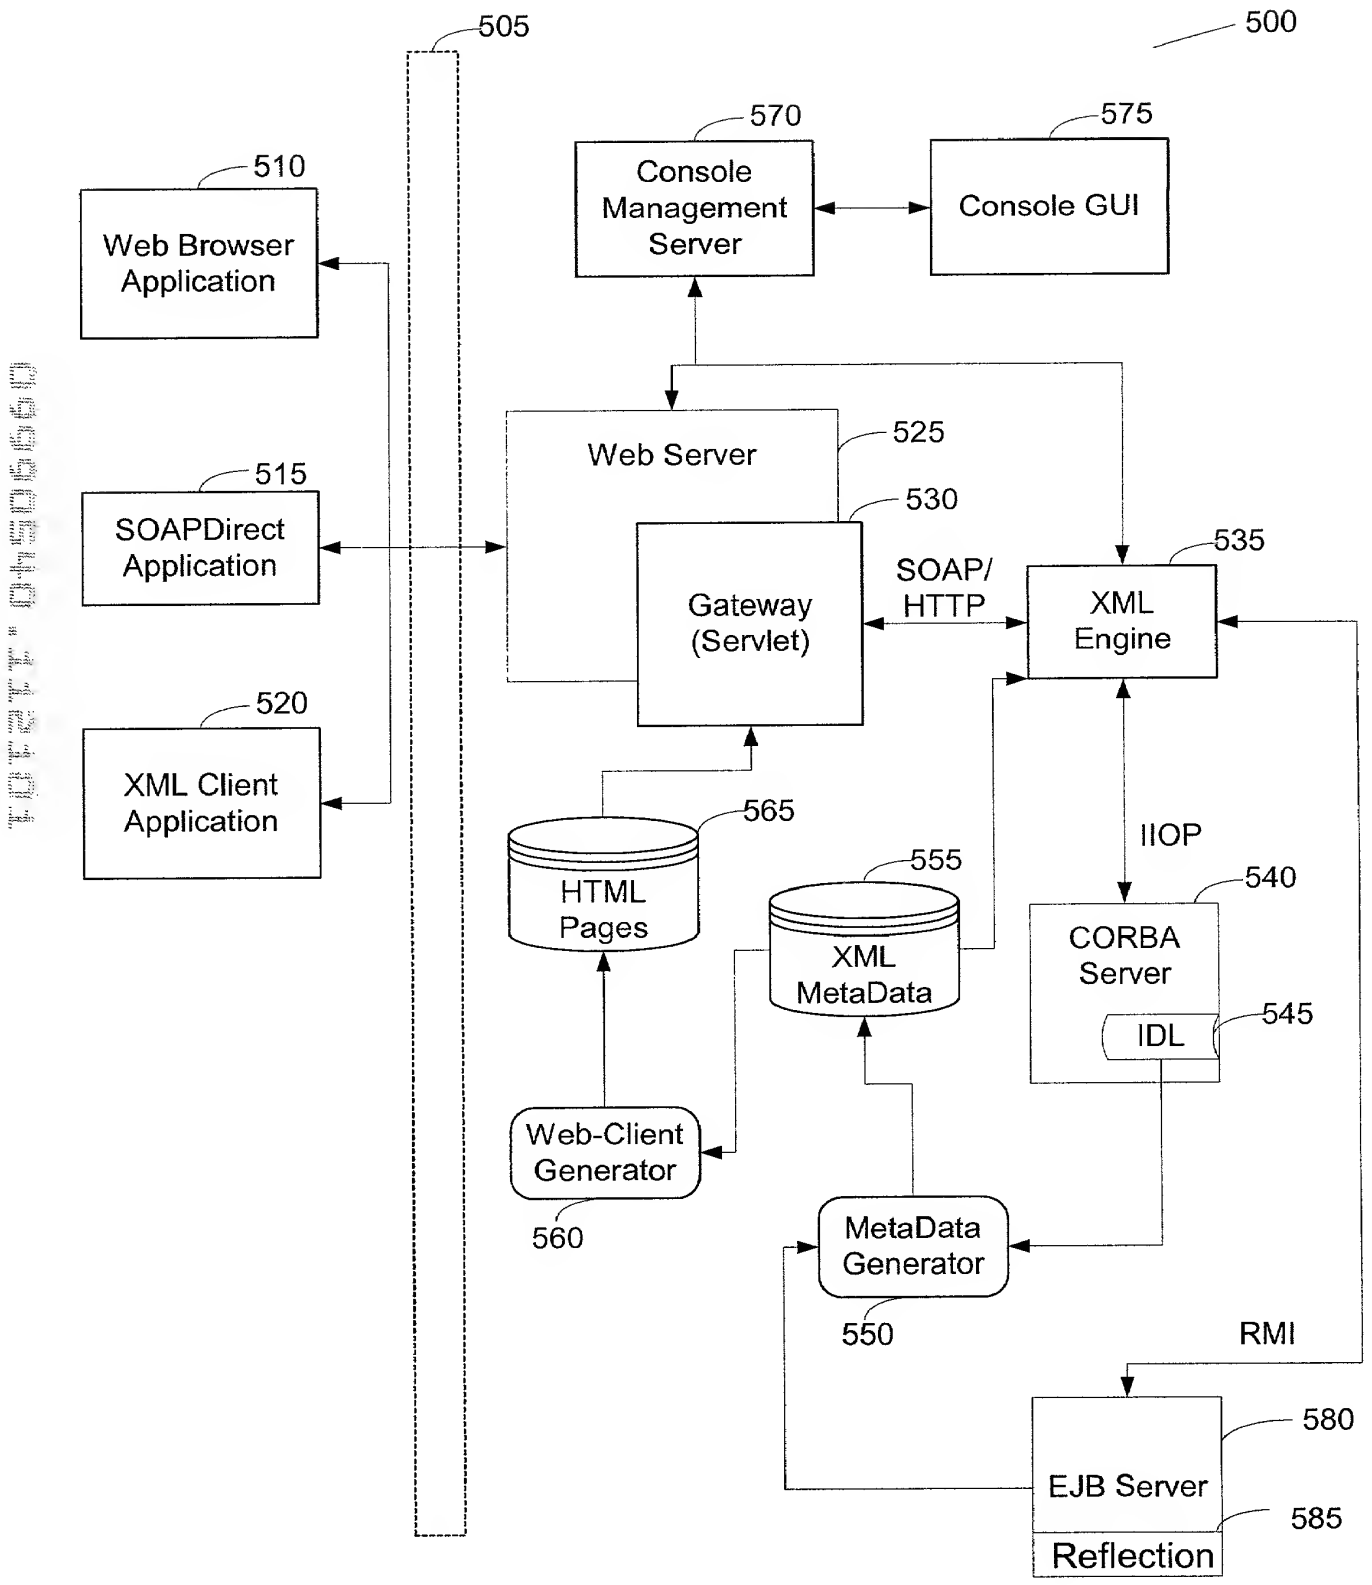 505
500
570
575
Console
Management
Server
Console GUI
510
Web Browser
Application
525
Web Server
530
515
SOAPDirect
Application
535
SOAP/
HTTP
XML
Engine
Gateway
(Servlet)
520
XML Client
Application
565
IIOP
555
540
HTML
Pages
CORBA
Server
XML
MetaData
545
IDL
Web-Client
Generator
560
MetaData
Generator
550
RMI
580
EJB Server
585
Reflection